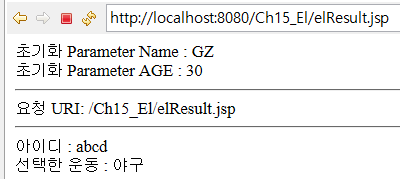 http://localhost:8080/Ch15_El/elResult.jsp
초기화 Parameter Name : GZ
초기화 Parameter AGE : 30
요청 URI: /Ch15_El/elResult.jsp
아이디 : abcd
선택한 운동 : 야구